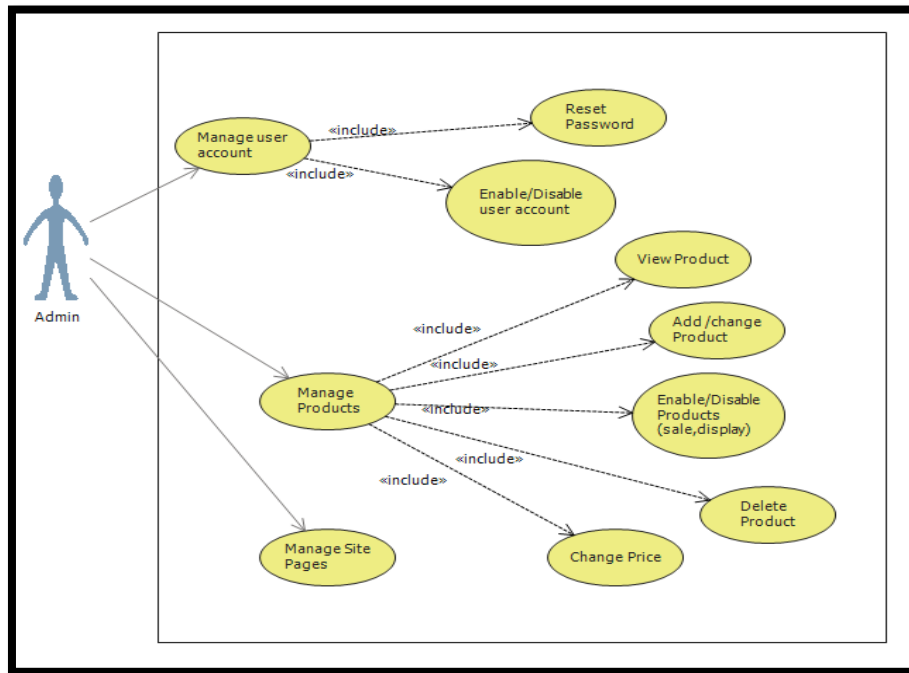 Reset
Password
«include»
Manage user
account
«include»
Enable/Disable
user account
View Product
Admin
«include»
Add /change
Product
«include»
Manage
Products
«include»
Enable/Disable
Products
(sale,display)
«include»
«include»
Delete
Product
Manage Site
Pages
Change Price